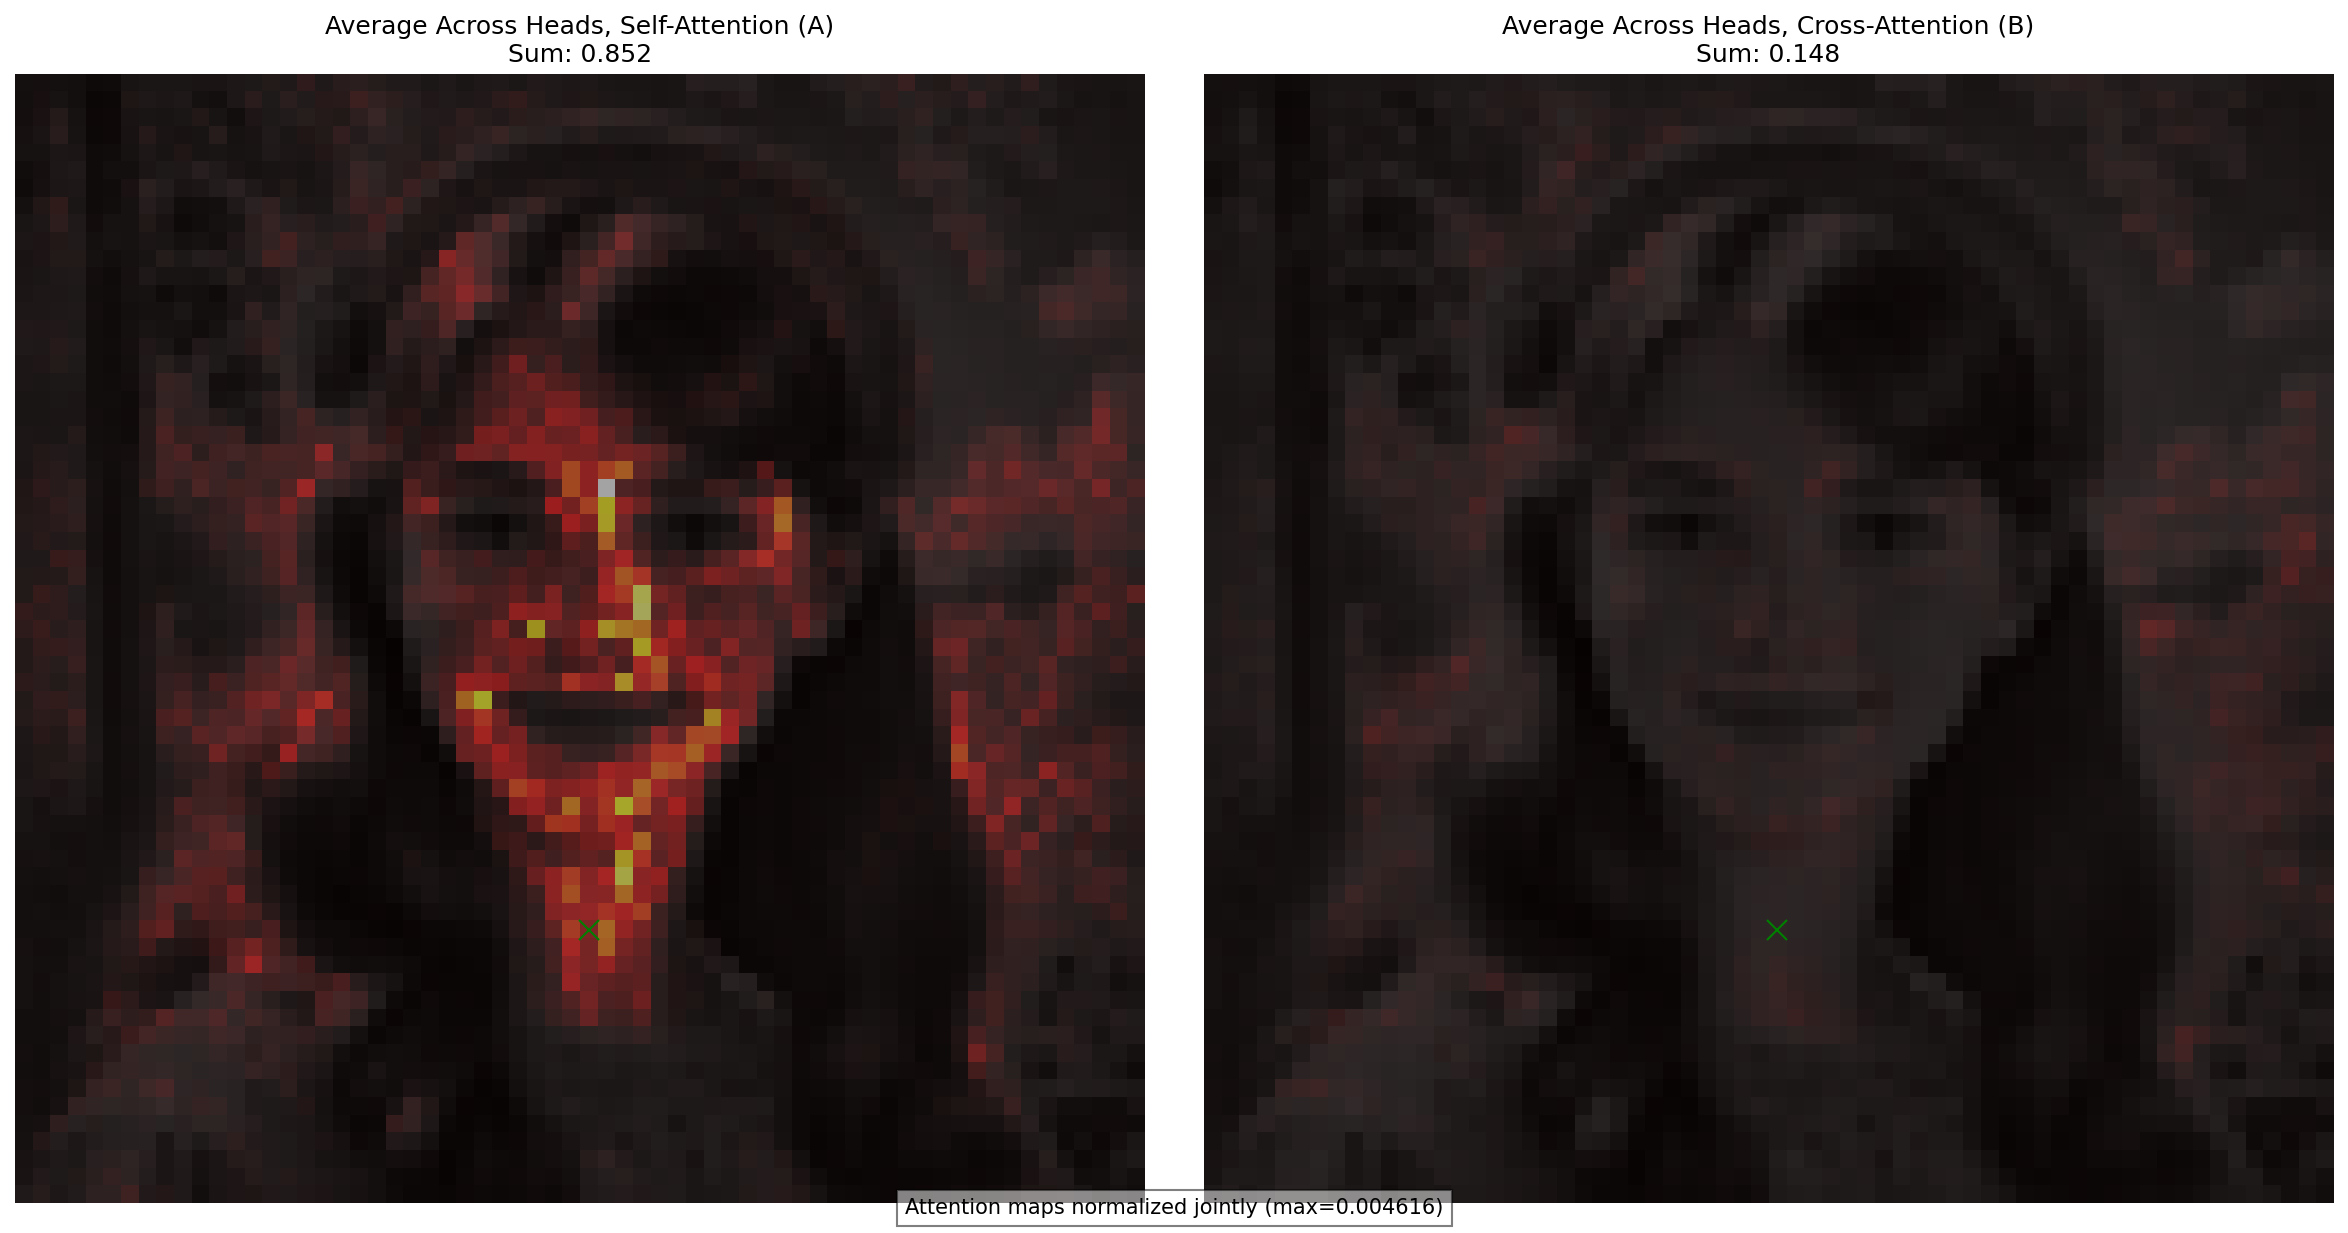 Average Across Heads, Self-Attention (A)
Sum: 0.852
Average Across Heads, Cross-Attention (B)
Sum: 0.148
Attention maps normalized jointly (max=0.004616)